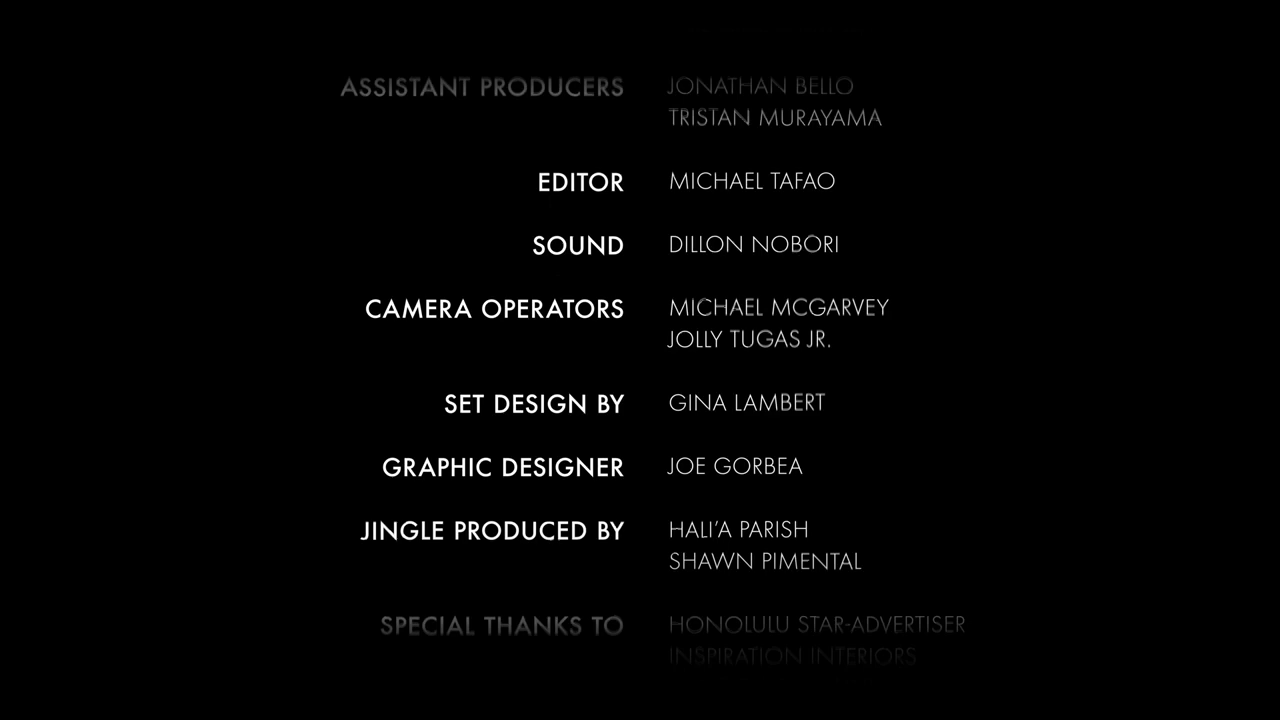 ASSISTANT PRODUCERS JONATHAN BELLO
TRISTAN MURAYAMA
EDITOR MICHAEL TAFAO
SOUND DILLON NOBORI
CAMERA OPERATORS MICHAEL MCGARVEY
JOLLY TUGAS JR.
SET DESIGN BY GINA LAMBERT
GRAPHIC DESIGNER JOE GORBEA
JINGLE PRODUCED BY HALI’A PARISH
SHAWN PIMENTAL
SPECIAL THANKS TO HONOLULU STAR-ADVERTISER
INSPIRATION INTERIORS